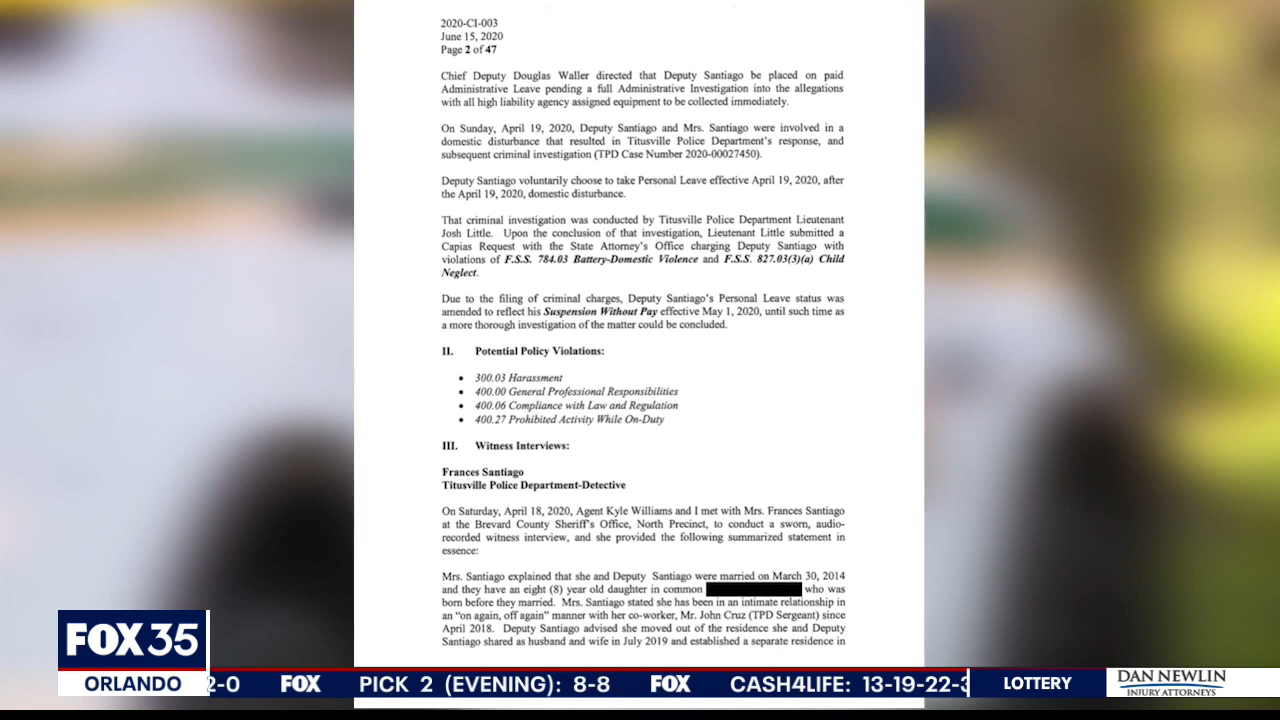 2020-CI-003
June 15, 2020
Page 2 of 47
Chief Deputy Douglas Waller directed that Deputy Santiago be placed on paid
Administrative Leave pending a full Administrative Investigation into the allegations
with all high liability agency assigned equipment to be collected immediately.
On Sunday, April 19, 2020, Deputy Santiago and Mrs. Santiago were involved in a
domestic disturbance that resulted in Titusville Police Department's response, and
subsequent criminal investigation (TPD Case Number 2020-00027450).
Deputy Santiago voluntarily choose to take Personal Leave effective April 19, 2020, after
the April 19, 2020, domestic disturbance.
That criminal investigation was conducted by Titusville Police Department Lieutenant
Josh Little. Upon the conclusion of that investigation, Lieutenant Little submitted a
Capias Request with the State Attorney's Office charging Deputy Santiago with
violations of F.S.S. 784.03 Battery-Domestic Violence and F.S.S. 827.03(3)(a) Child
Neglect.
Due to the filing of criminal charges, Deputy Santiago's Personal Leave status was
amended to reflect his Suspension Without Pay effective May 1, 2020, until such time as
a more thorough investigation of the matter could be concluded.
II. Potential Policy Violations:
• 300.03 Harassment
• 400.00 General Professional Responsibilities
• 400.06 Compliance with Law and Regulation
• 400.27 Prohibited Activity While On-Duty
III. Witness Interviews:
Frances Santiago
Titusville Police Department-Detective
On Saturday, April 18, 2020, Agent Kyle Williams and I met with Mrs. Frances Santiago
at the Brevard County Sheriff's Office, North Precinct, to conduct a sworn, audio-
recorded witness interview, and she provided the following summarized statement in
essence:
Mrs. Santiago explained that she and Deputy Santiago were married on March 30, 2014
and they have an eight (8) year old daughter in common who was
born before they married. Mrs. Santiago stated she has been in an intimate relationship in
an "on again, off again" manner with her co-worker, Mr. John Cruz (TPD Sergeant) since
April 2018. Deputy Santiago advised she moved out of the residence she and Deputy
Santiago shared as husband and wife in July 2019 and established a separate residence in
FOX 35
ORLANDO
2-0 FOX PICK 2 (EVENING): 8-8 FOX CASH4LIFE: 13-19-22-3
LOTTERY
DAN NEWLIN
INJURY ATTORNEYS